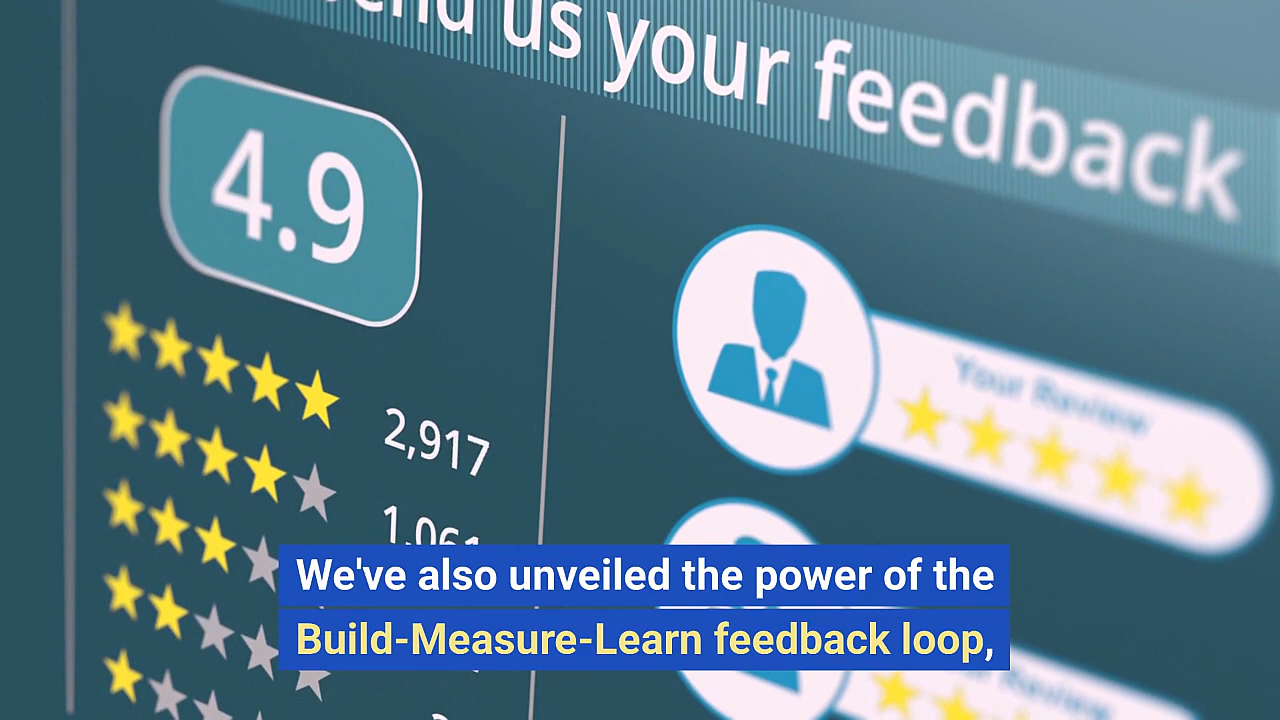 us your feedback
4.9
2,917
Your Review
We've also unveiled the power of the
Build-Measure-Learn feedback loop,
Review